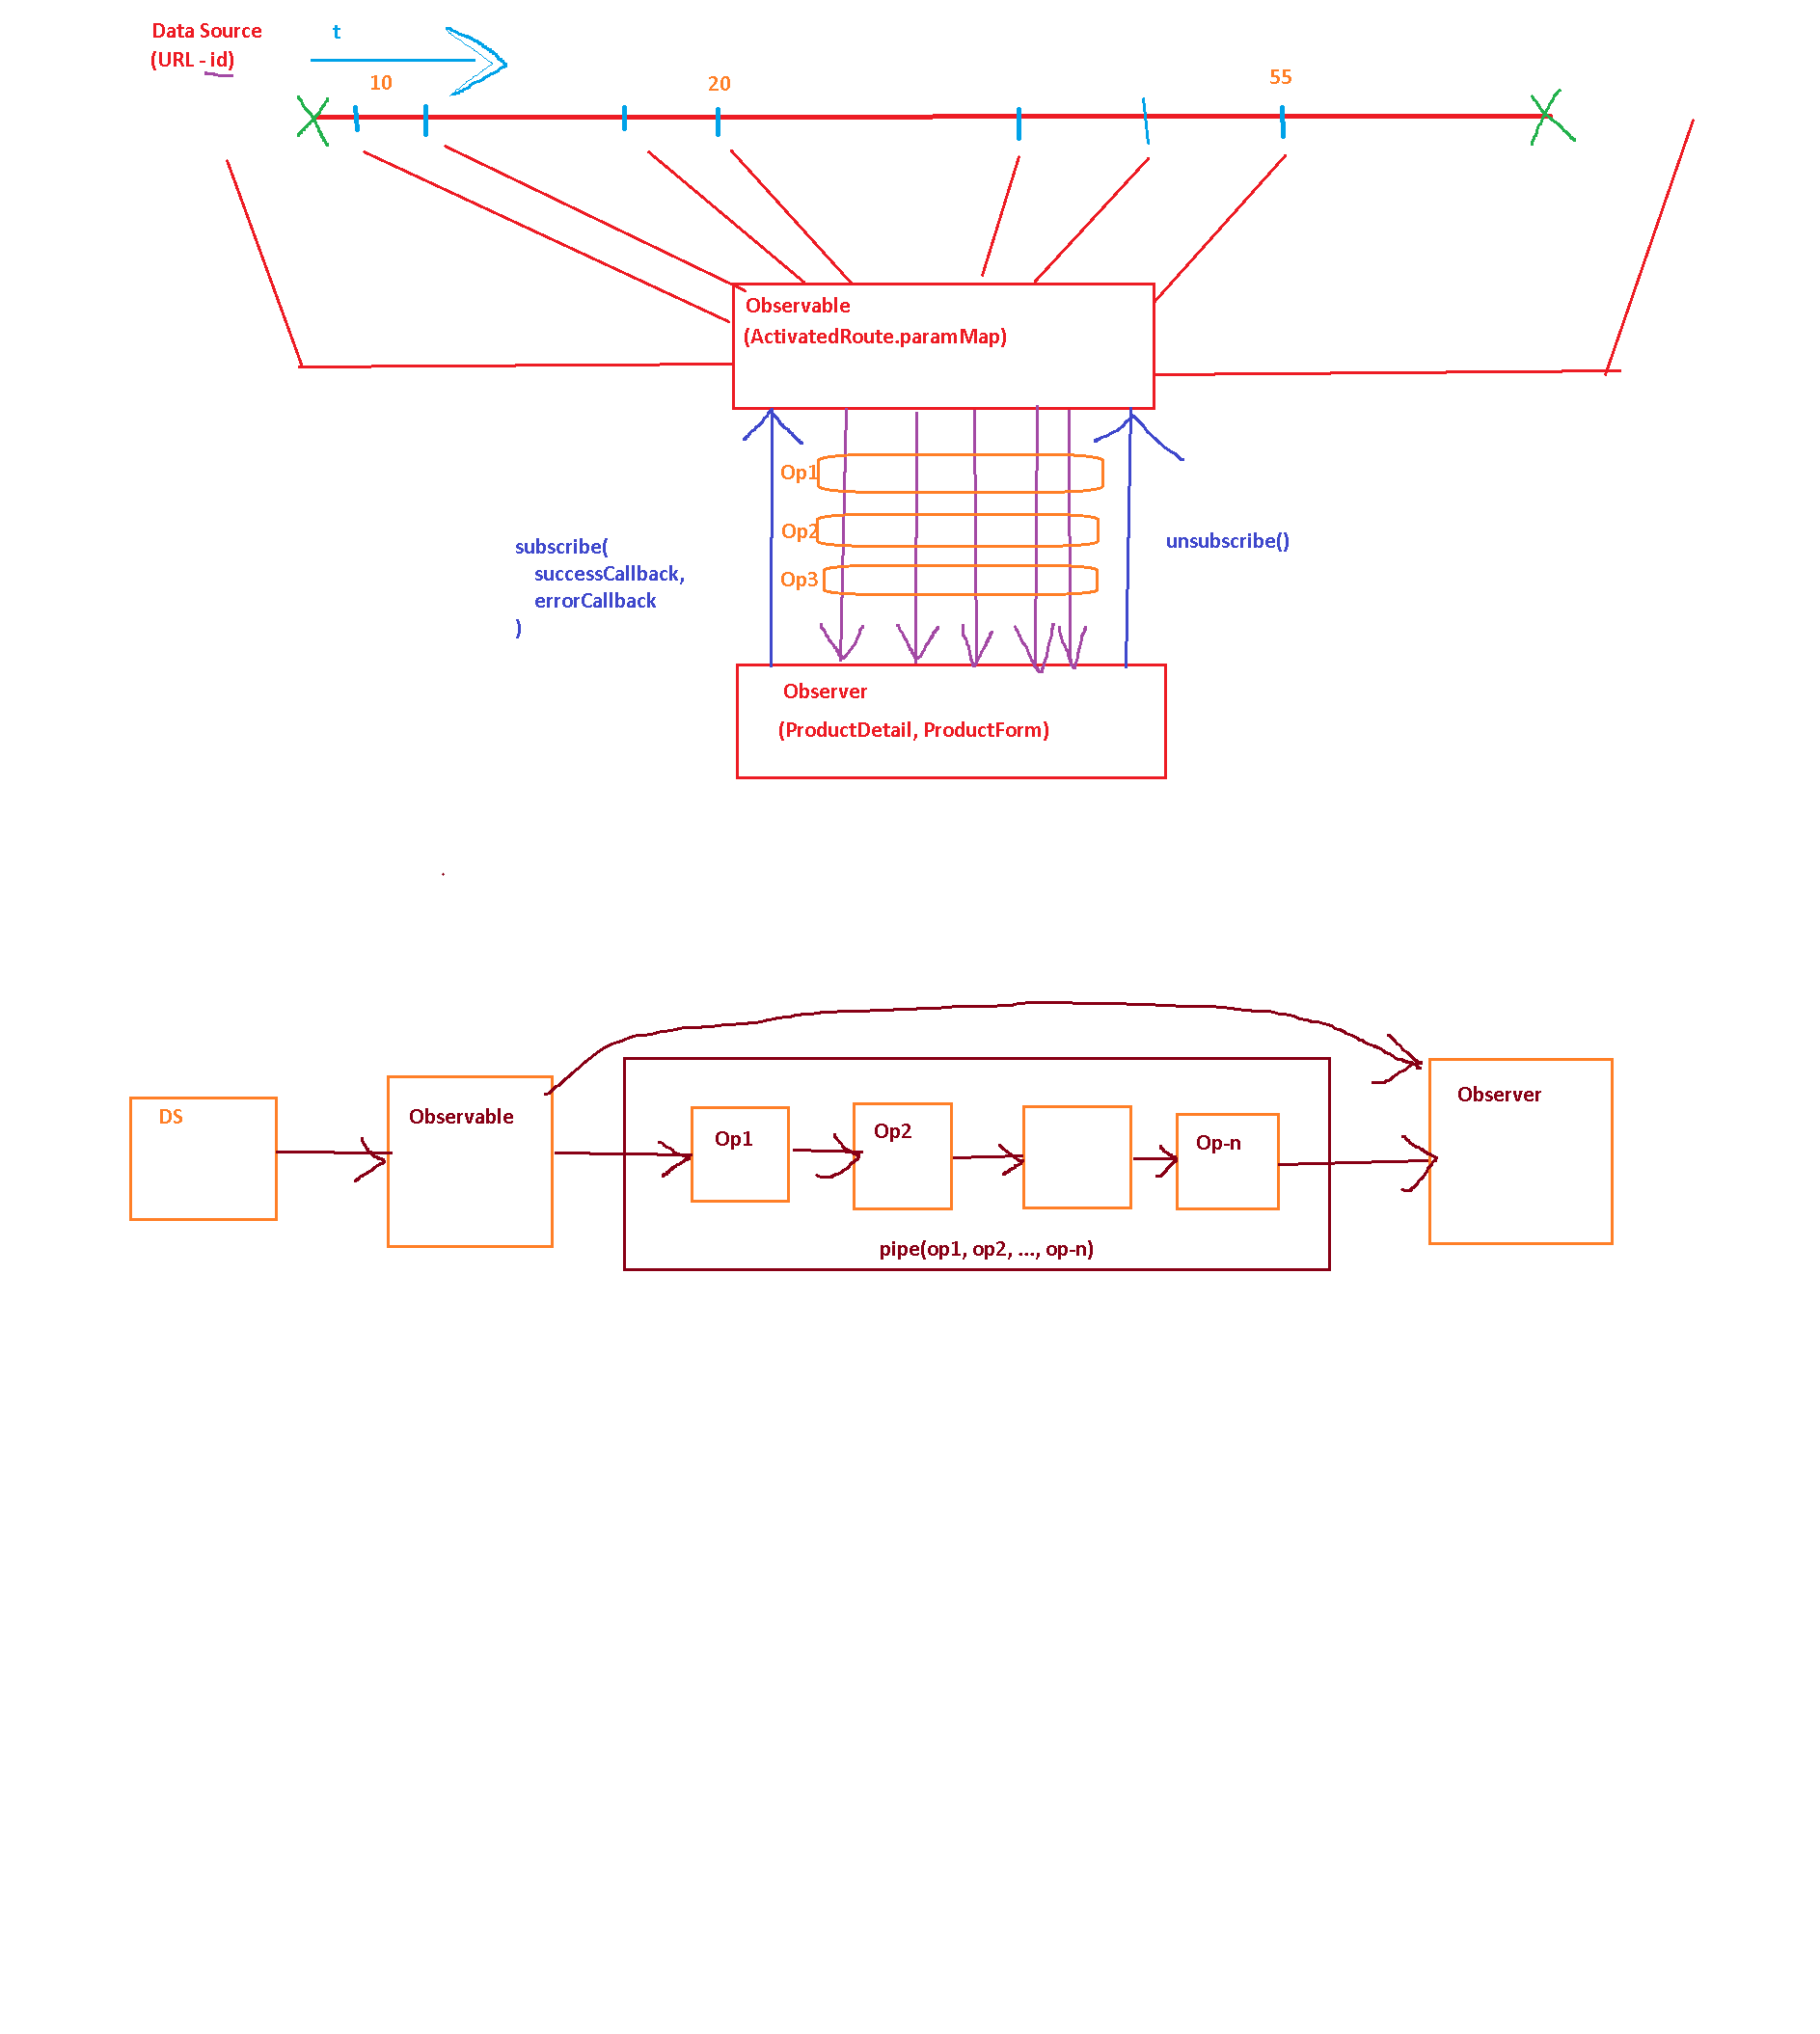 Data Source
(URL - id)
t
10
20
55
Observable
(ActivatedRoute.paramMap)
Op1
Op2
Op3
subscribe(
successCallback,
errorCallback
)
unsubscribe()
Observer
(ProductDetail, ProductForm)
DS
Observable
Op1
Op2
Op-n
pipe(op1, op2, ..., op-n)
Observer